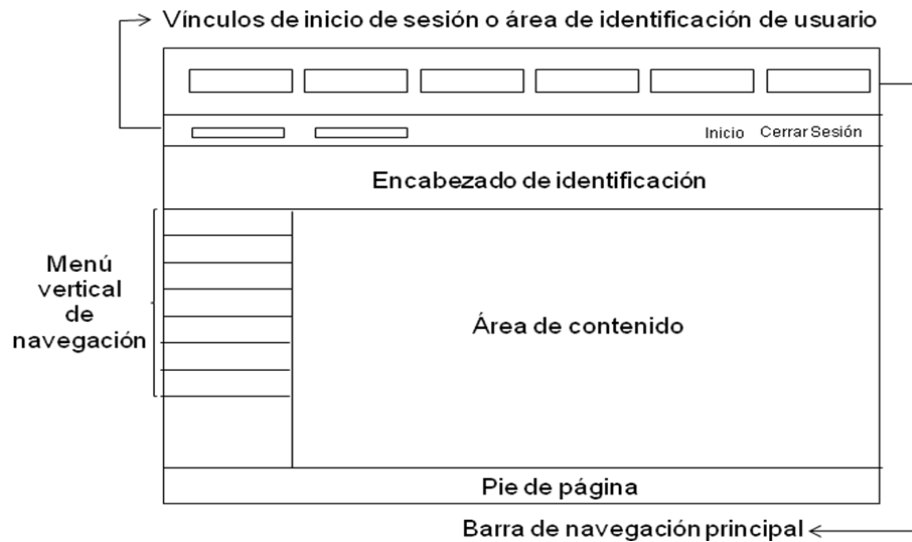 Vínculos de inicio de sesión o área de identificación de usuario
Inicio Cerrar Sesión
Encabezado de identificación
Menú
vertical
de
navegación
Área de contenido
Pie de página
Barra de navegación principal